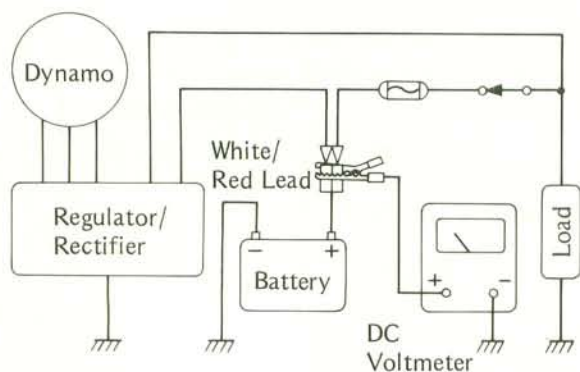 Dynamo
White/
Red Lead
Regulator/
Rectifier
− +
Battery
+ −
DC
Voltmeter
Load